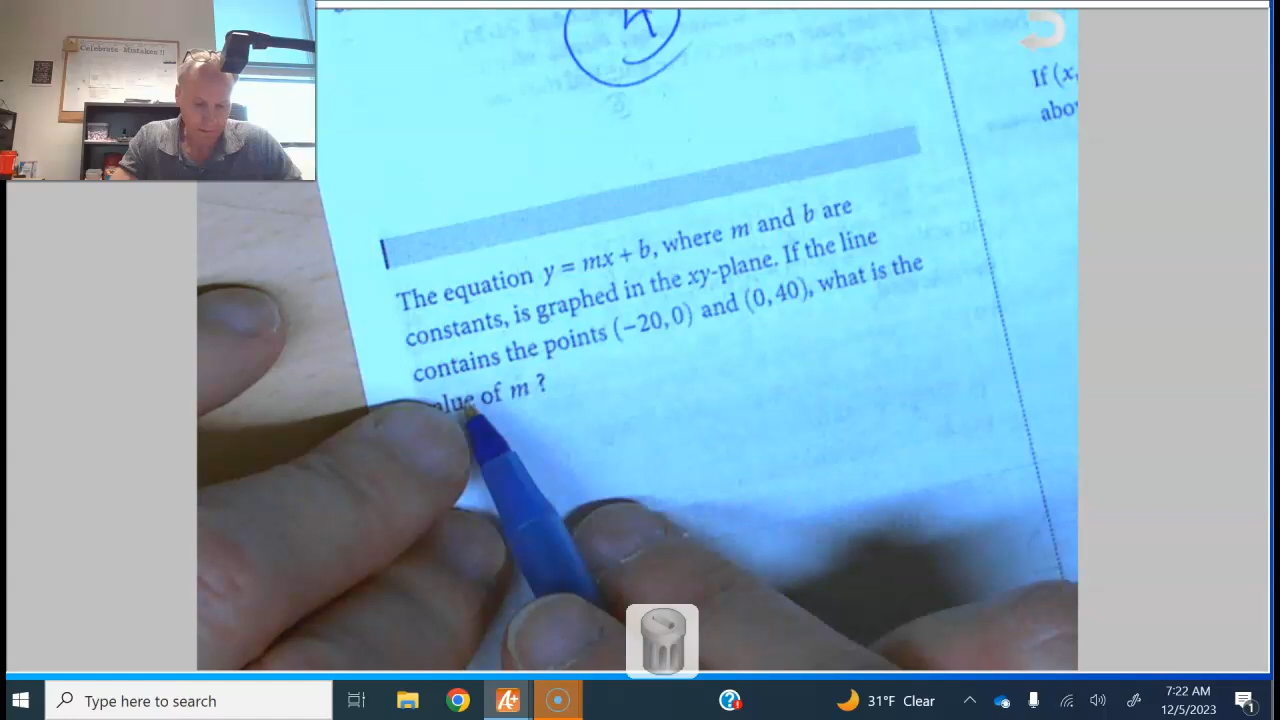 Celebrate Mistakes!!
If (x,
abo
The equation y = mx + b, where m and b are
constants, is graphed in the xy-plane. If the line
contains the points (−20,0) and (0,40), what is the
alue of m ?
Type here to search
A+
31°F Clear
7:22 AM
12/5/2023
1